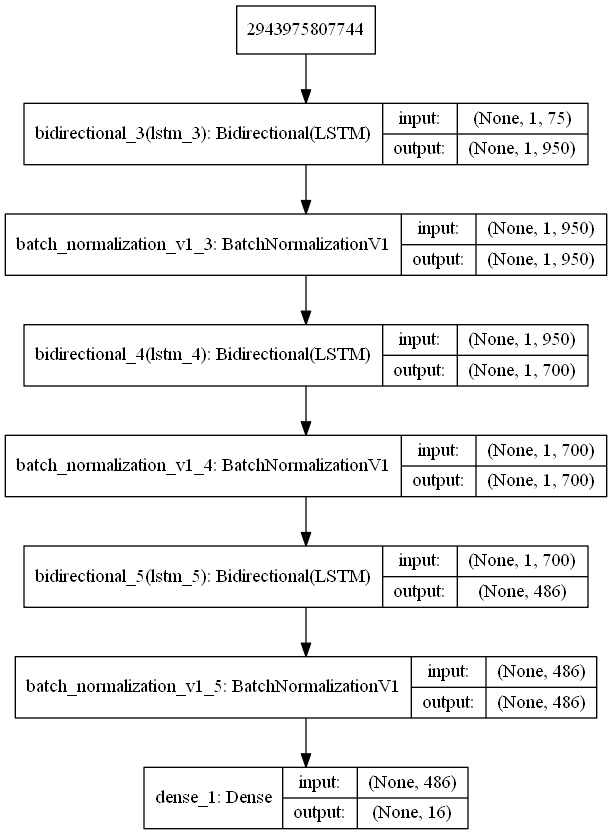 2943975807744
bidirectional_3(lstm_3): Bidirectional(LSTM)
input: (None, 1, 75)
output: (None, 1, 950)
batch_normalization_v1_3: BatchNormalizationV1
input: (None, 1, 950)
output: (None, 1, 950)
bidirectional_4(lstm_4): Bidirectional(LSTM)
input: (None, 1, 950)
output: (None, 1, 700)
batch_normalization_v1_4: BatchNormalizationV1
input: (None, 1, 700)
output: (None, 1, 700)
bidirectional_5(lstm_5): Bidirectional(LSTM)
input: (None, 1, 700)
output: (None, 486)
batch_normalization_v1_5: BatchNormalizationV1
input: (None, 486)
output: (None, 486)
dense_1: Dense
input: (None, 486)
output: (None, 16)